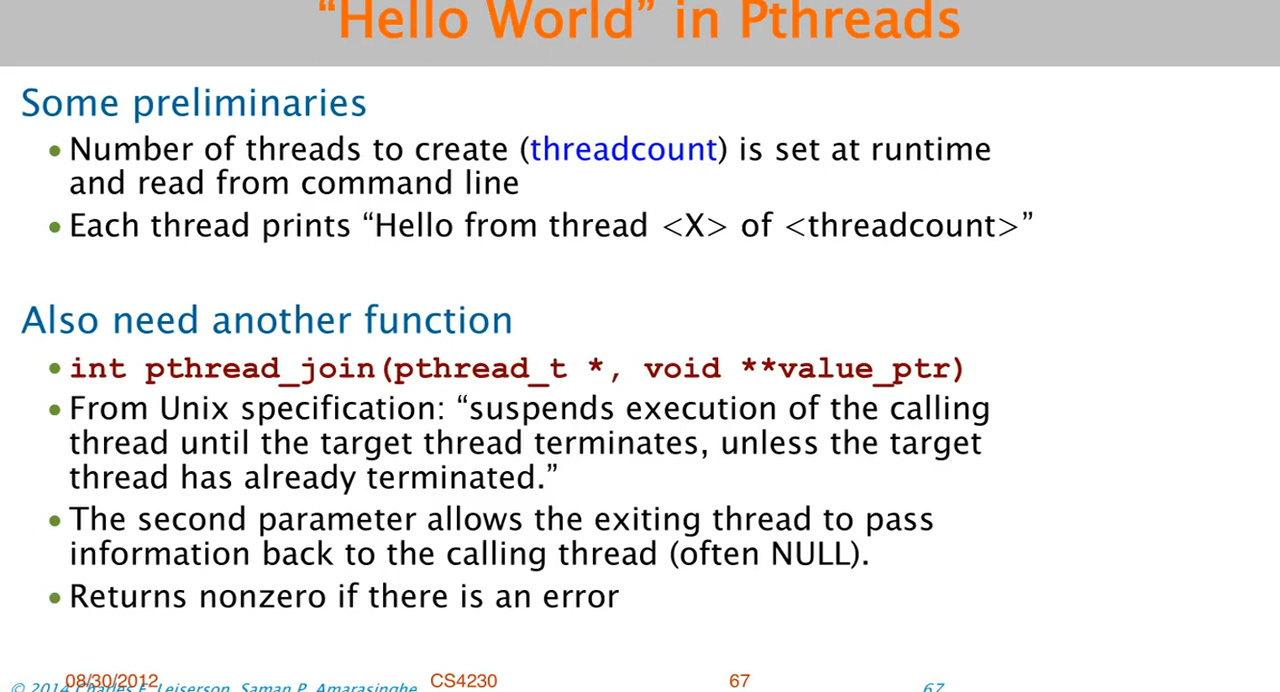 “Hello World” in Pthreads
Some preliminaries
• Number of threads to create (threadcount) is set at runtime
and read from command line
• Each thread prints “Hello from thread <X> of <threadcount>”
Also need another function
• int pthread_join(pthread_t *, void **value_ptr)
• From Unix specification: “suspends execution of the calling
thread until the target thread terminates, unless the target
thread has already terminated.”
• The second parameter allows the exiting thread to pass
information back to the calling thread (often NULL).
• Returns nonzero if there is an error
08/30/2012 CS4230 67
© 2014 Charles E. Leiserson, Saman P. Amarasinghe 67